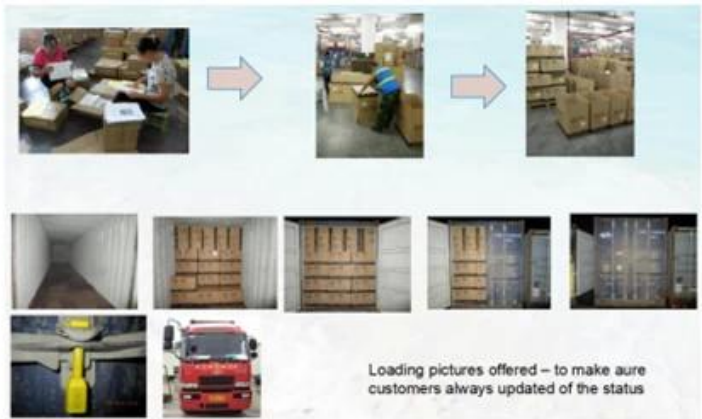 Loading pictures offered – to make aure
customers always updated of the status